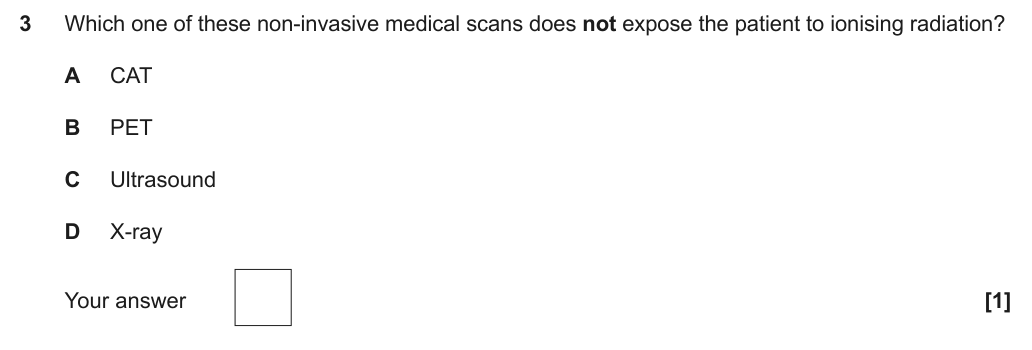 3 Which one of these non-invasive medical scans does not expose the patient to ionising radiation?
A CAT
B PET
C Ultrasound
D X-ray
Your answer [1]